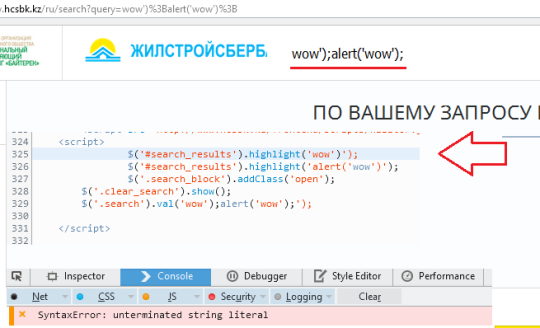 .hcsbk.kz/ru/search?query=wow')%3Balert('wow')%3B
ОРГАНИЗАЦИЯ
ОБЩЕСТВА
«БАЙТЕРЕК»
ЖИЛСТРОЙСБЕРБ
wow');alert('wow');
ПО ВАШЕМУ ЗАПРОСУ
324 <script>
325 $('#search_results').highlight('wow')');
326 $('#search_results').highlight('alert('wow')');
327 $('.search_block').addClass('open');
328 $('.clear_search').show();
329 $('.search').val('wow');alert('wow');');
330
331 </script>
332
Inspector Console Debugger Style Editor Performance
Net CSS JS Security Logging Clear
SyntaxError: unterminated string literal